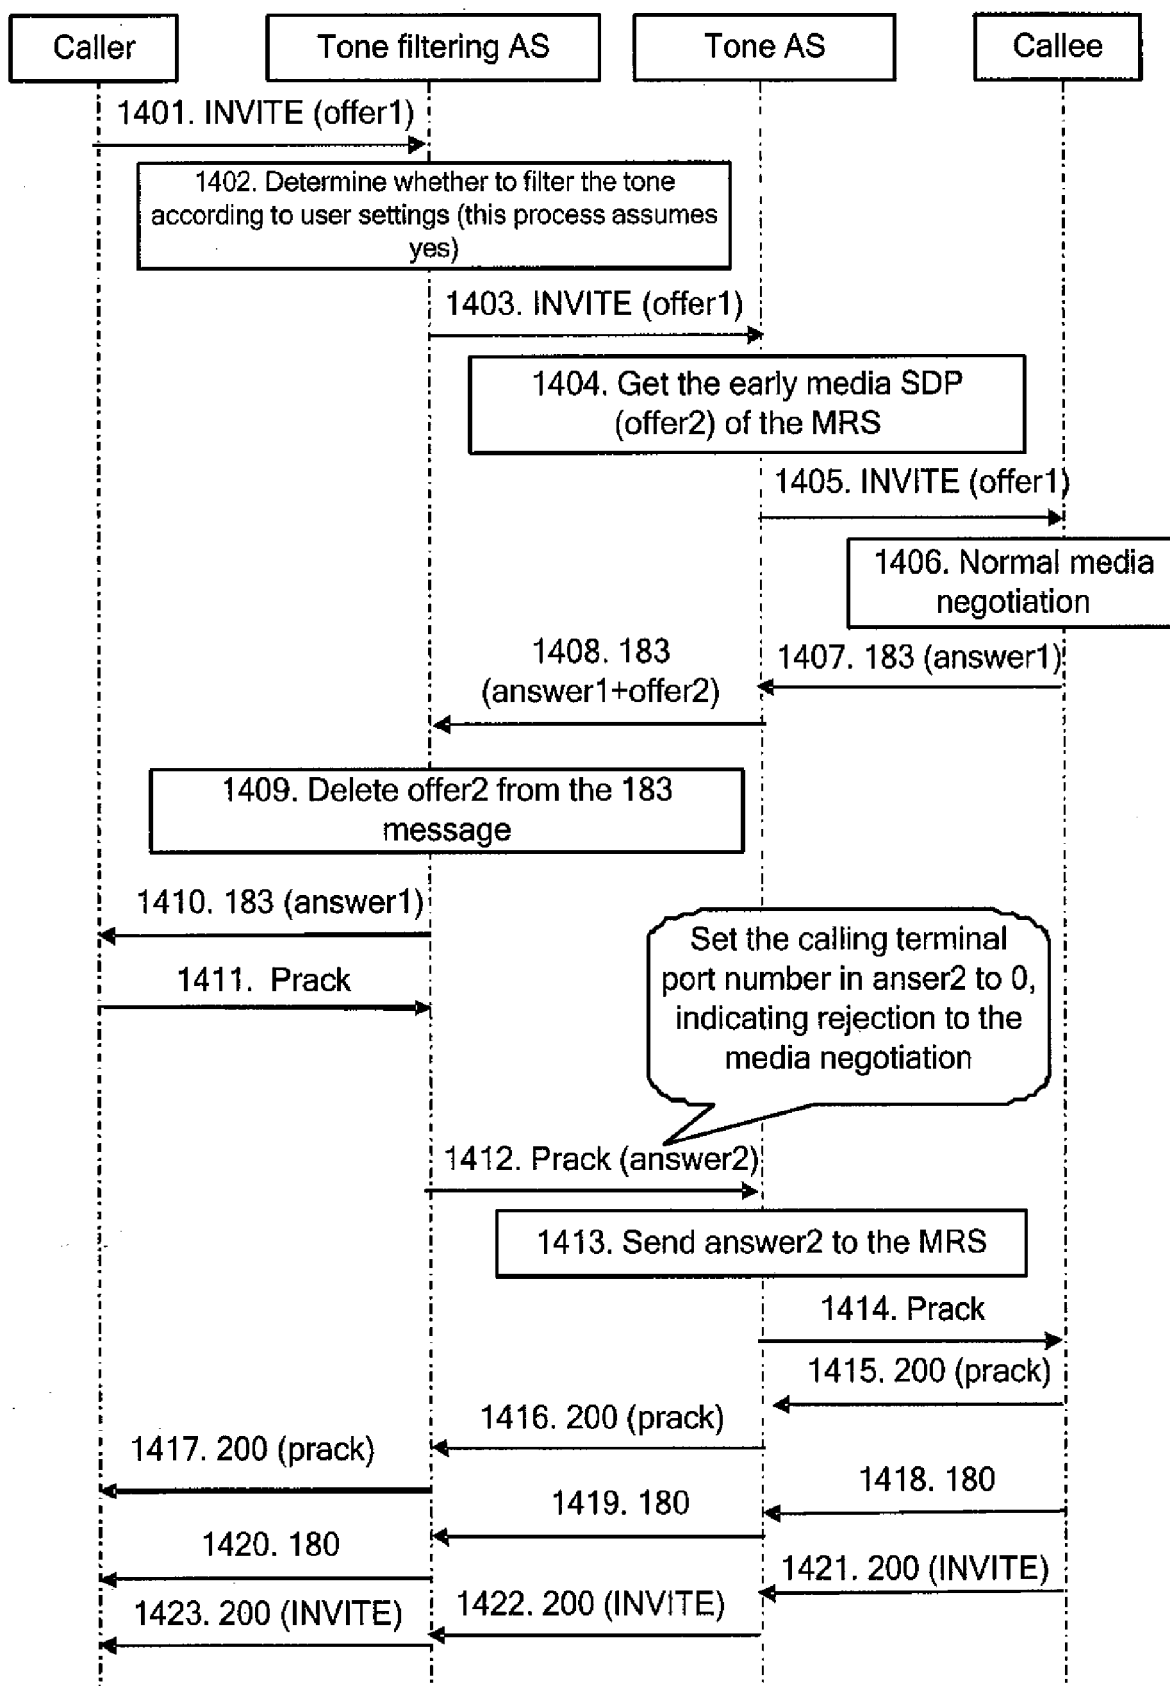 Caller
Tone filtering AS
Tone AS
Callee
1401. INVITE (offer1)
1402. Determine whether to filter the tone
according to user settings (this process assumes
yes)
1403. INVITE (offer1)
1404. Get the early media SDP
(offer2) of the MRS
1405. INVITE (offer1)
1406. Normal media
negotiation
1407. 183 (answer1)
1408. 183
(answer1+offer2)
1409. Delete offer2 from the 183
message
1410. 183 (answer1)
1411. Prack
Set the calling terminal
port number in anser2 to 0,
indicating rejection to the
media negotiation
1412. Prack (answer2)
1413. Send answer2 to the MRS
1414. Prack
1415. 200 (prack)
1416. 200 (prack)
1417. 200 (prack)
1418. 180
1419. 180
1420. 180
1421. 200 (INVITE)
1422. 200 (INVITE)
1423. 200 (INVITE)